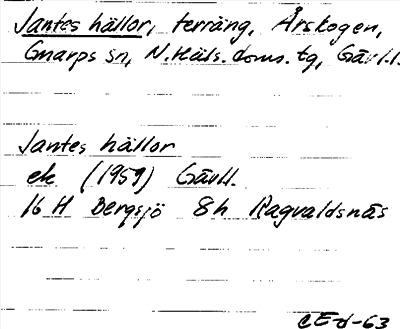 Jantes hällor, terräng, Årskogen,
Gnarps sn, N. Häls. doms. tg, Gävl.l.
Jantes hällor
ek (1959) Gävll.
16 H Bergsjö 8h Ragvaldsnäs
CEd-63